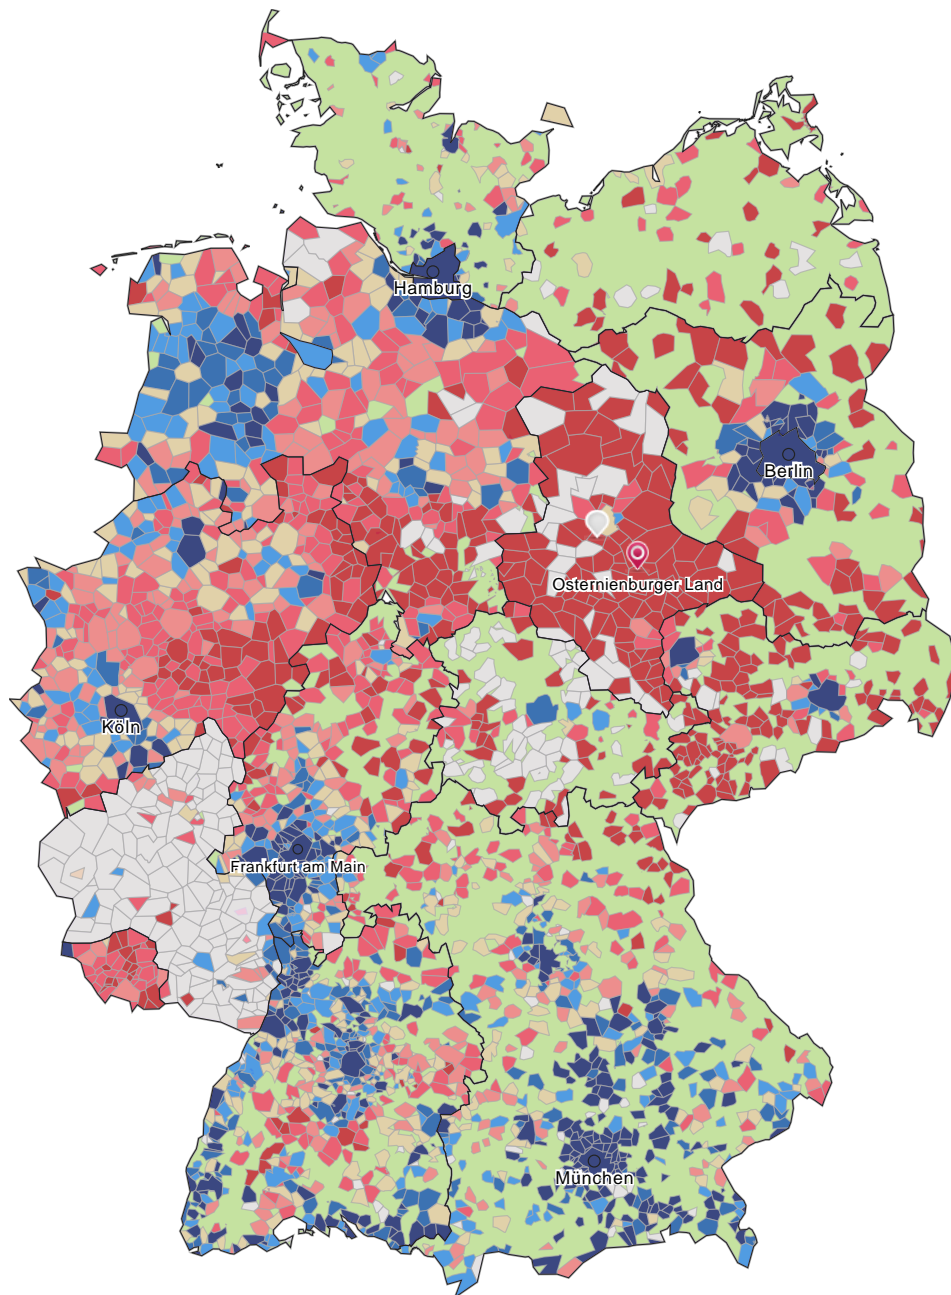 Hamburg
Berlin
Osternienburger Land
Köln
Frankfurt am Main
München